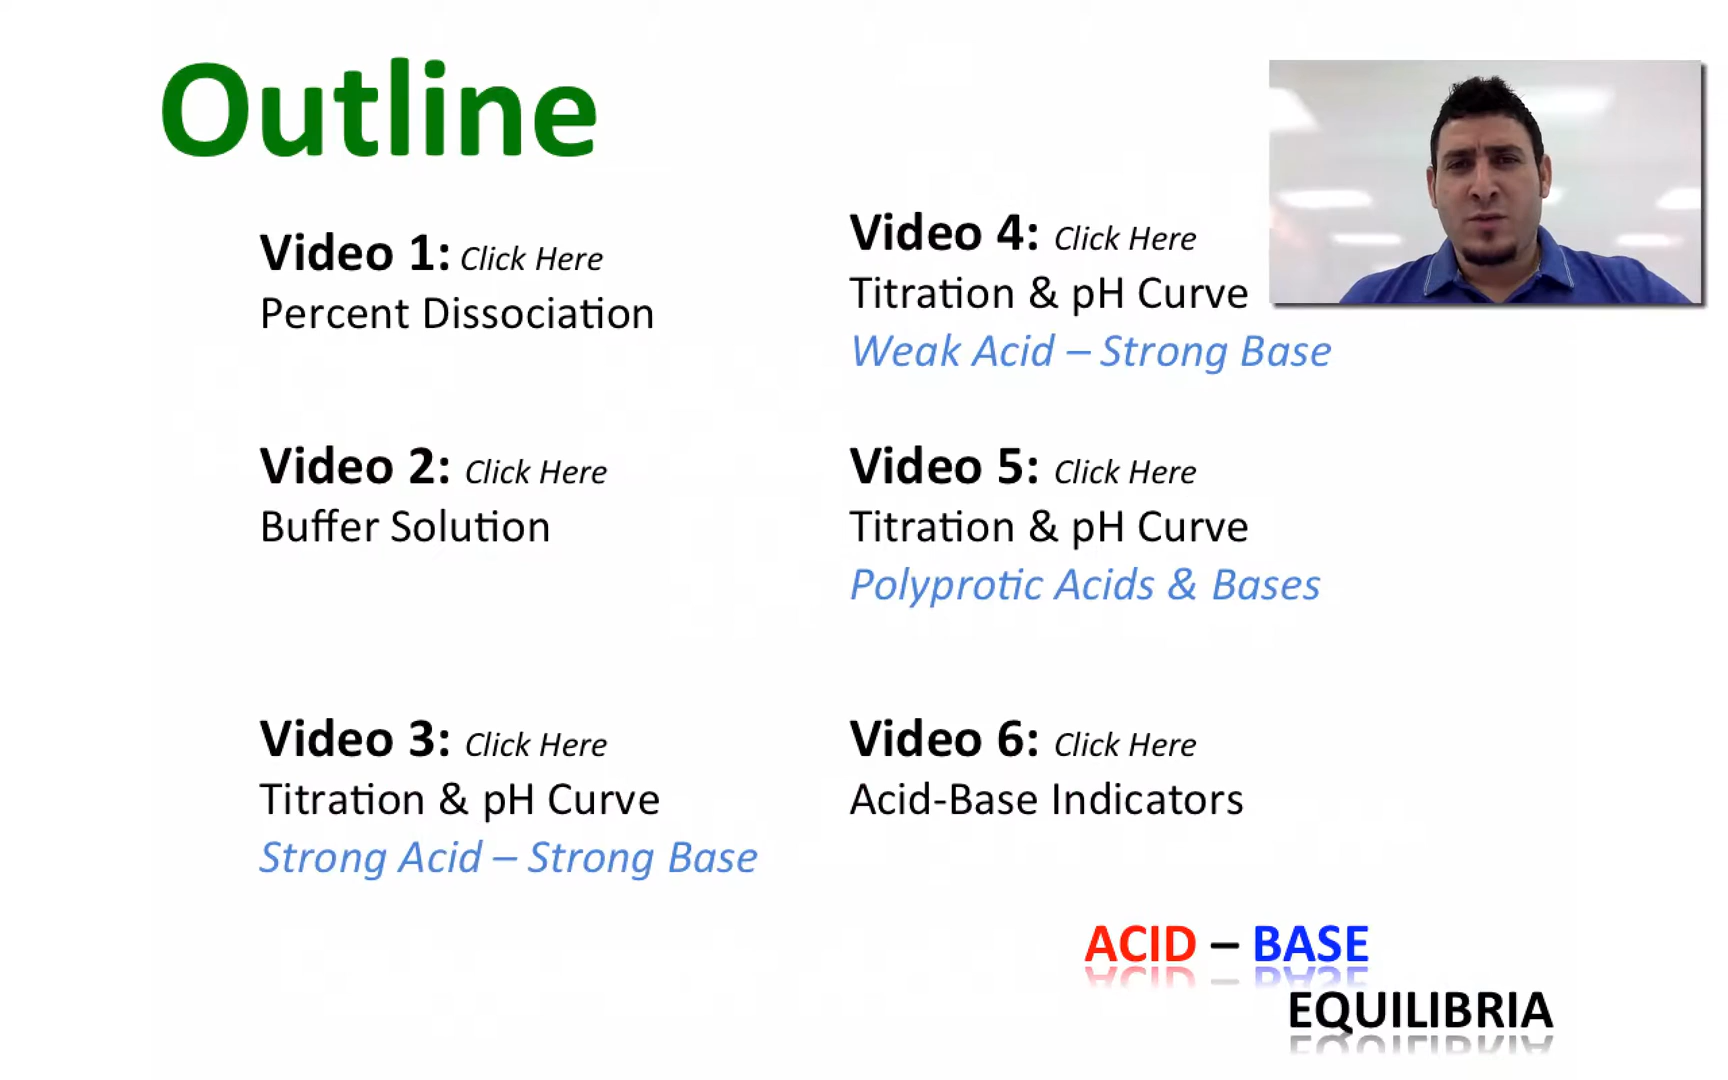 Outline
Video 1: Click Here
Percent Dissociation
Video 2: Click Here
Buffer Solution
Video 3: Click Here
Titration & pH Curve
Strong Acid – Strong Base
Video 4: Click Here
Titration & pH Curve
Weak Acid – Strong Base
Video 5: Click Here
Titration & pH Curve
Polyprotic Acids & Bases
Video 6: Click Here
Acid-Base Indicators
ACID – BASE
EQUILIBRIA